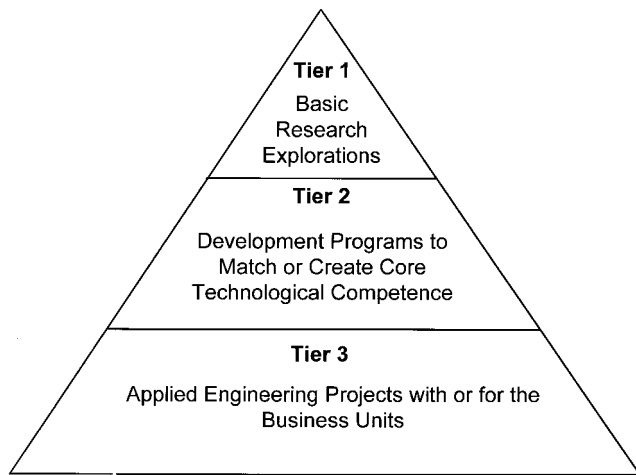 Tier 1
Basic
Research
Explorations
Tier 2
Development Programs to
Match or Create Core
Technological Competence
Tier 3
Applied Engineering Projects with or for the
Business Units